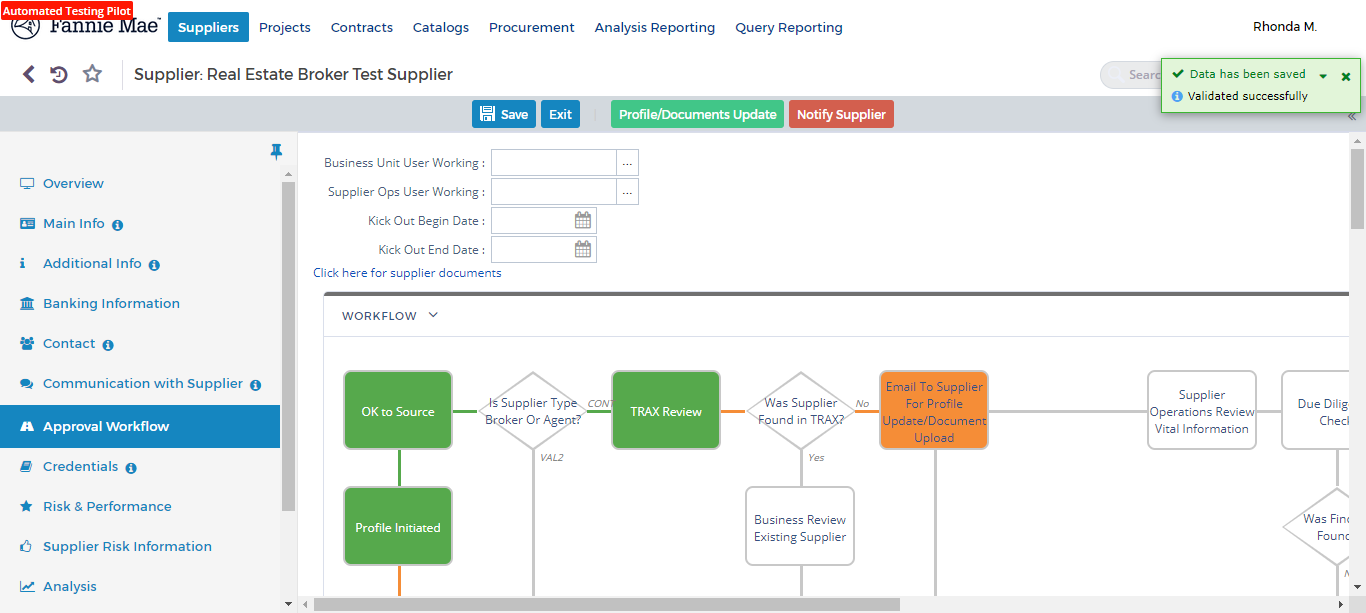 Automated Testing Pilot
Fannie Mae
Suppliers
Projects
Contracts
Catalogs
Procurement
Analysis Reporting
Query Reporting
Rhonda M.
Supplier: Real Estate Broker Test Supplier
Data has been saved
Validated successfully
Save
Exit
Profile/Documents Update
Notify Supplier
Overview
Main Info
Additional Info
Banking Information
Contact
Communication with Supplier
Approval Workflow
Credentials
Risk & Performance
Supplier Risk Information
Analysis
Business Unit User Working :
...
Supplier Ops User Working :
...
Kick Out Begin Date :
Kick Out End Date :
Click here for supplier documents
WORKFLOW
OK to Source
Is Supplier Type
Broker Or Agent?
CONT
VAL2
TRAX Review
Was Supplier
Found in TRAX?
No
Yes
Email To Supplier
For Profile
Update/Document
Upload
Supplier
Operations Review
Vital Information
Due Dilig
Check
Profile Initiated
Business Review
Existing Supplier
Was Find
Found